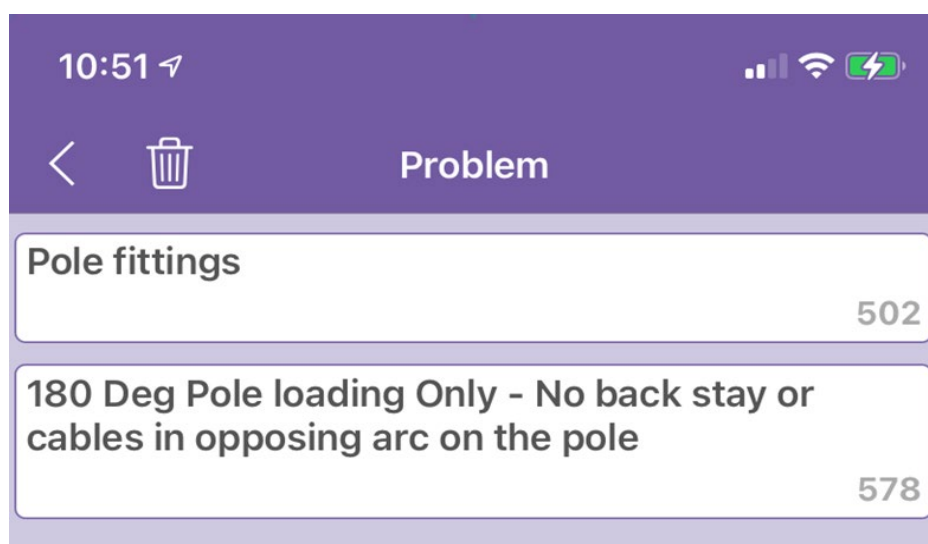 10:51
Problem
Pole fittings
502
180 Deg Pole loading Only - No back stay or
cables in opposing arc on the pole
578